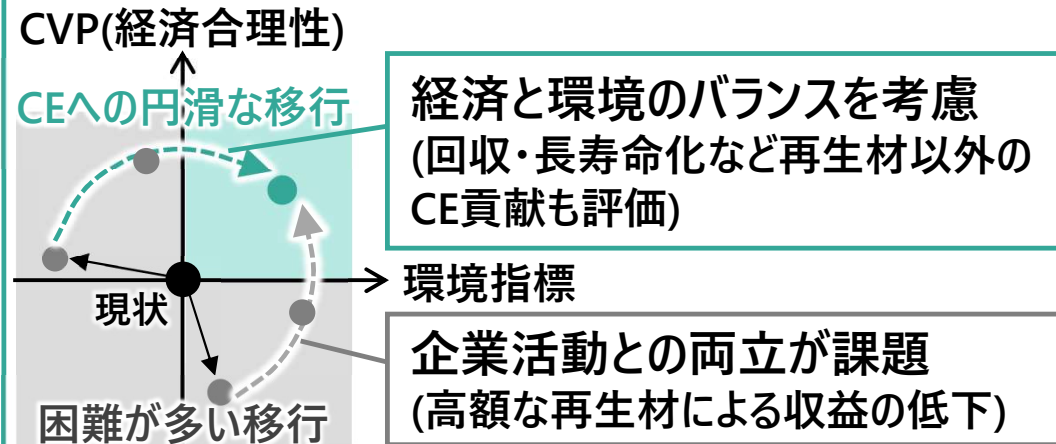 CVP(経済合理性)
CEへの円滑な移行
経済と環境のバランスを考慮
(回収・長寿命化など再生材以外の
CE貢献も評価)
環境指標
現状
企業活動との両立が課題
(高額な再生材による収益の低下)
困難が多い移行